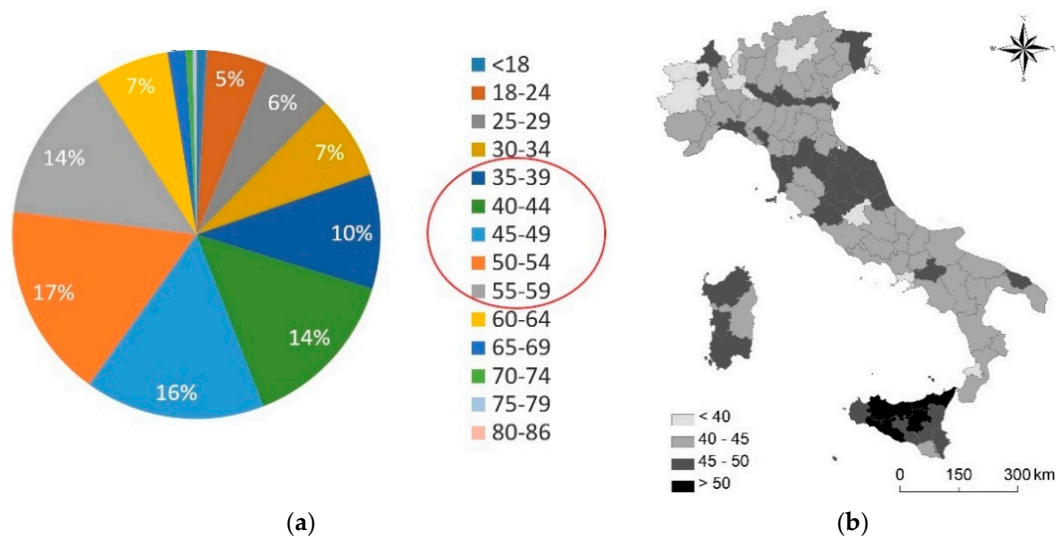 5%
6%
7%
10%
14%
16%
17%
14%
7%
<18
18-24
25-29
30-34
35-39
40-44
45-49
50-54
55-59
60-64
65-69
70-74
75-79
80-86
N
W
E
S
< 40
40 - 45
45 - 50
> 50
0 150 300 km
(a)
(b)